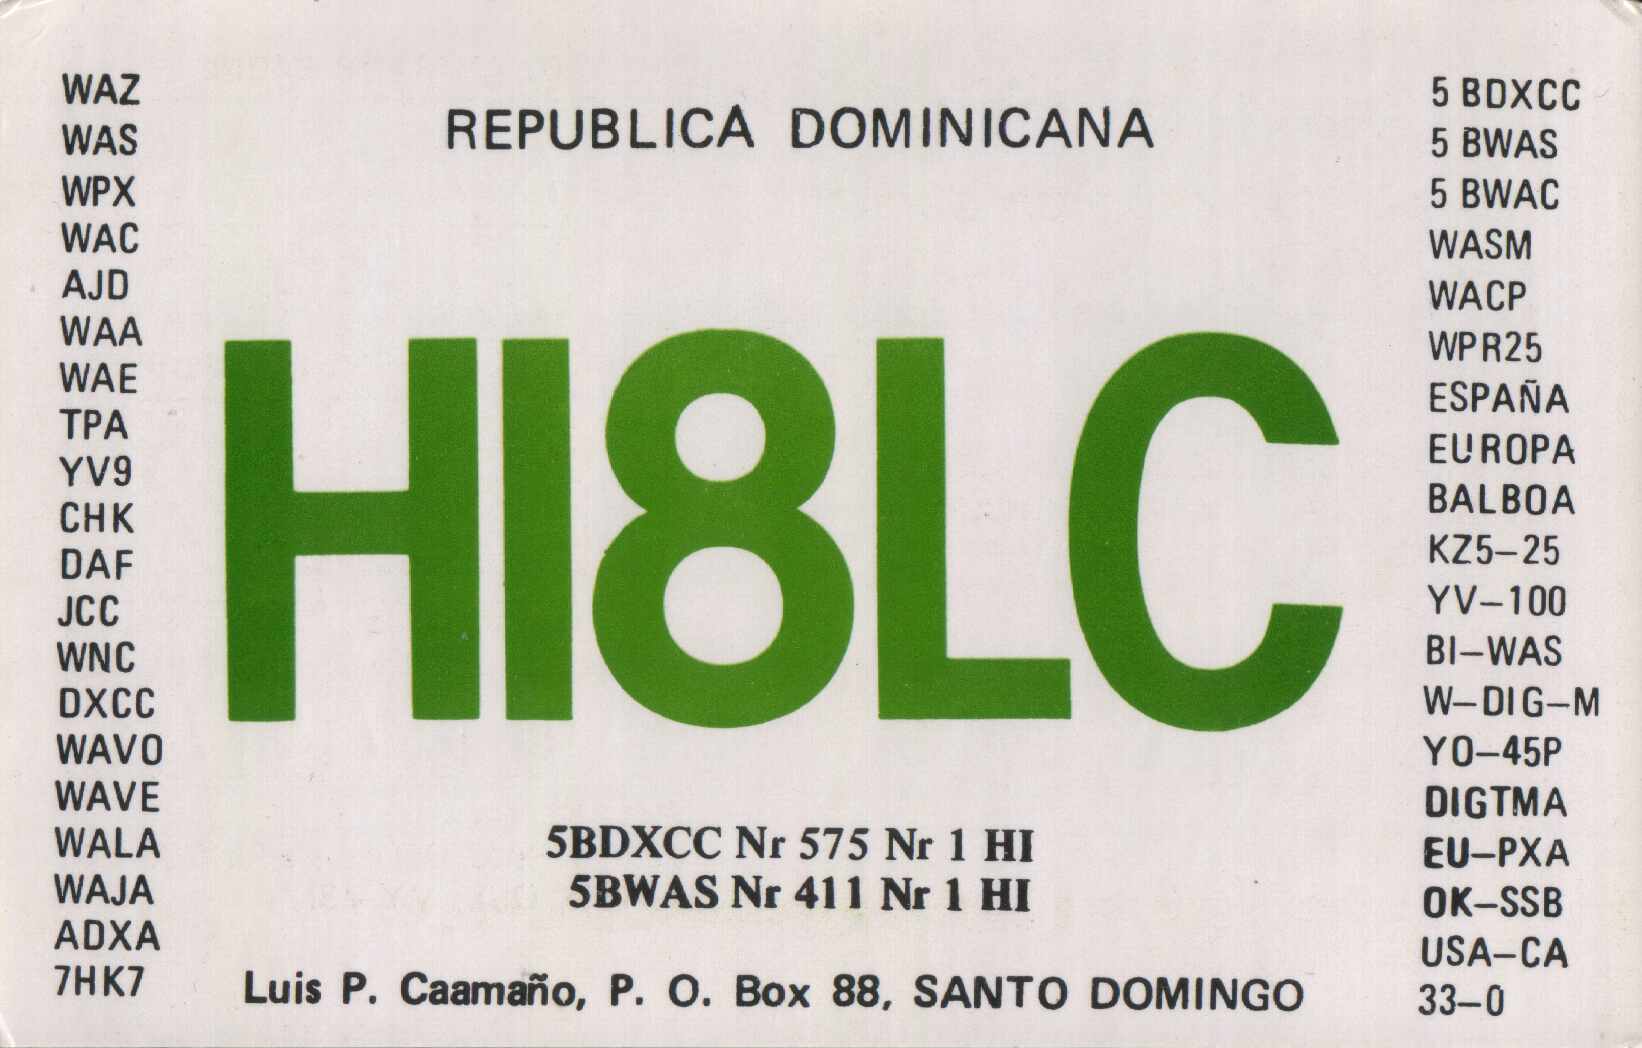 WAZ
WAS
WPX
WAC
AJD
WAA
WAE
TPA
YV9
CHK
DAF
JCC
WNC
DXCC
WAVO
WAVE
WALA
WAJA
ADXA
7HK7
REPUBLICA DOMINICANA
HI8LC
5BDXCC Nr 575 Nr 1 HI
5BWAS Nr 411 Nr 1 HI
Luis P. Caamaño, P. O. Box 88, SANTO DOMINGO
5 BDXCC
5 BWAS
5 BWAC
WASM
WACP
WPR25
ESPAÑA
EUROPA
BALBOA
KZ5–25
YV–100
BI–WAS
W–DIG–M
YO–45P
DIGTMA
EU–PXA
OK–SSB
USA–CA
33–0